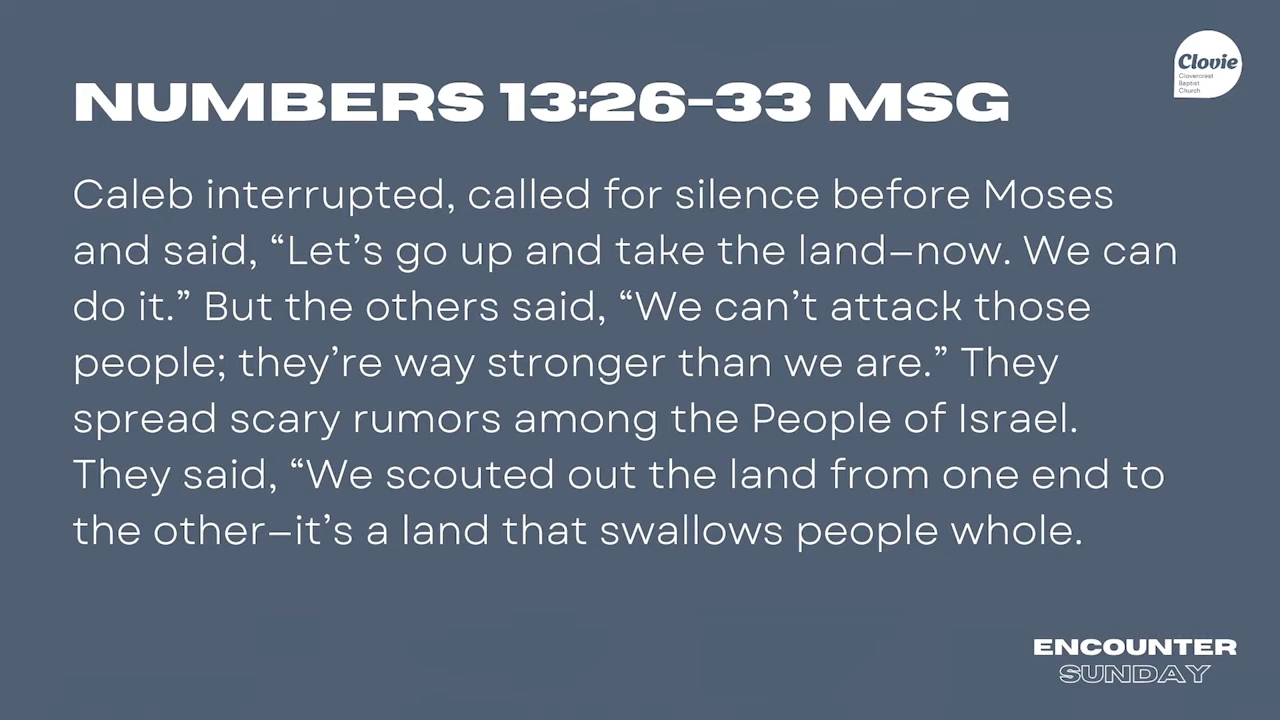 Clovie
Clovercrest
Baptist
Church
NUMBERS 13:26-33 MSG
Caleb interrupted, called for silence before Moses
and said, “Let’s go up and take the land—now. We can
do it.” But the others said, “We can’t attack those
people; they’re way stronger than we are.” They
spread scary rumors among the People of Israel.
They said, “We scouted out the land from one end to
the other—it’s a land that swallows people whole.
ENCOUNTER
SUNDAY